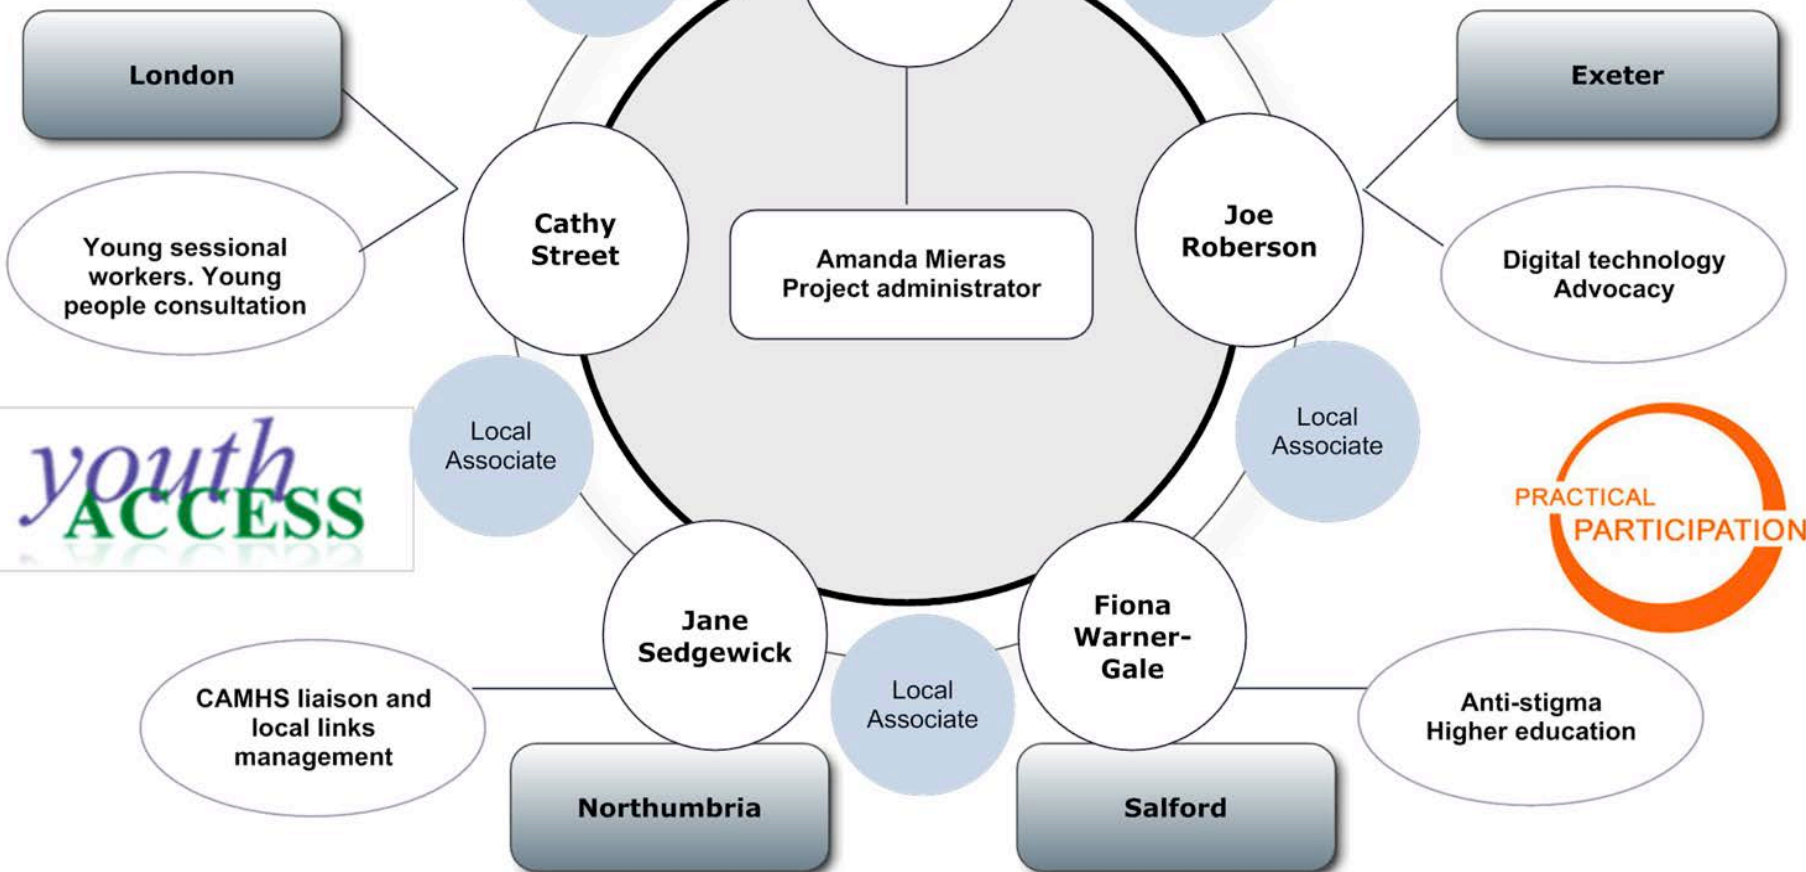 London
Exeter
Young sessional
workers. Young
people consultation
Cathy
Street
Amanda Mieras
Project administrator
Joe
Roberson
Digital technology
Advocacy
youth
ACCESS
Local
Associate
Local
Associate
PRACTICAL
PARTICIPATION
CAMHS liaison and
local links
management
Jane
Sedgewick
Local
Associate
Fiona
Warner-
Gale
Anti-stigma
Higher education
Northumbria
Salford